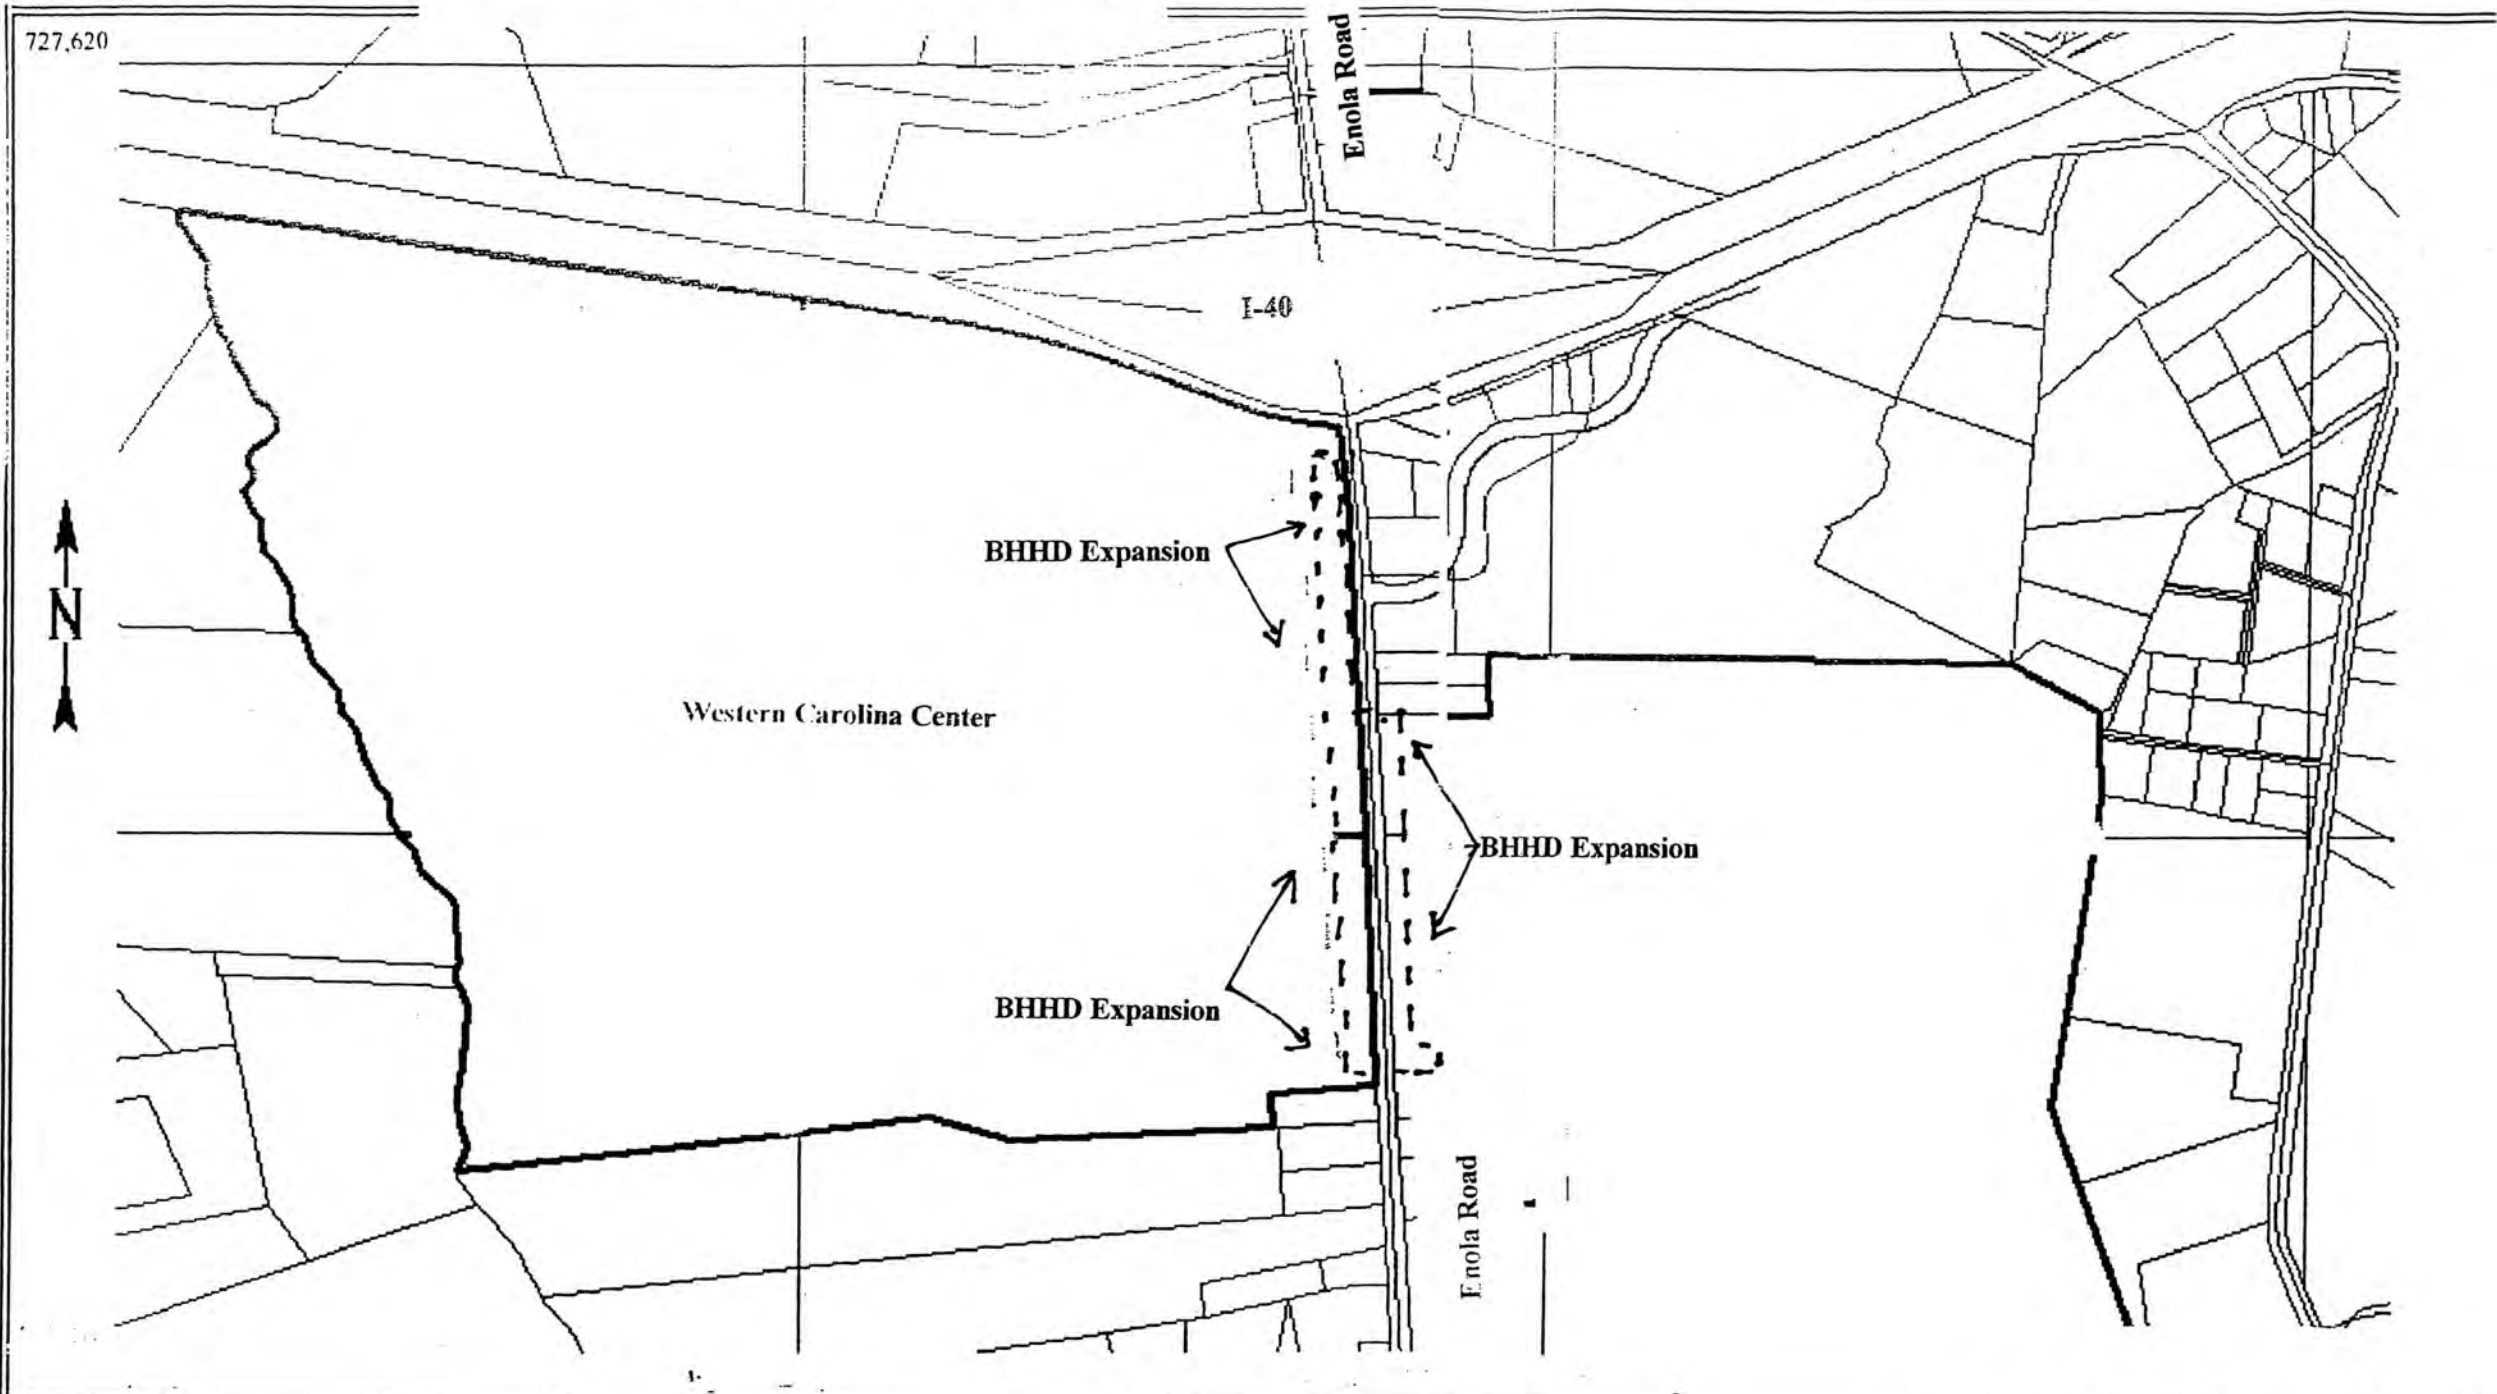 727,620
Enola Road
I-40
BHHD Expansion
N
Western Carolina Center
BHHD Expansion
BHHD Expansion
Enola Road